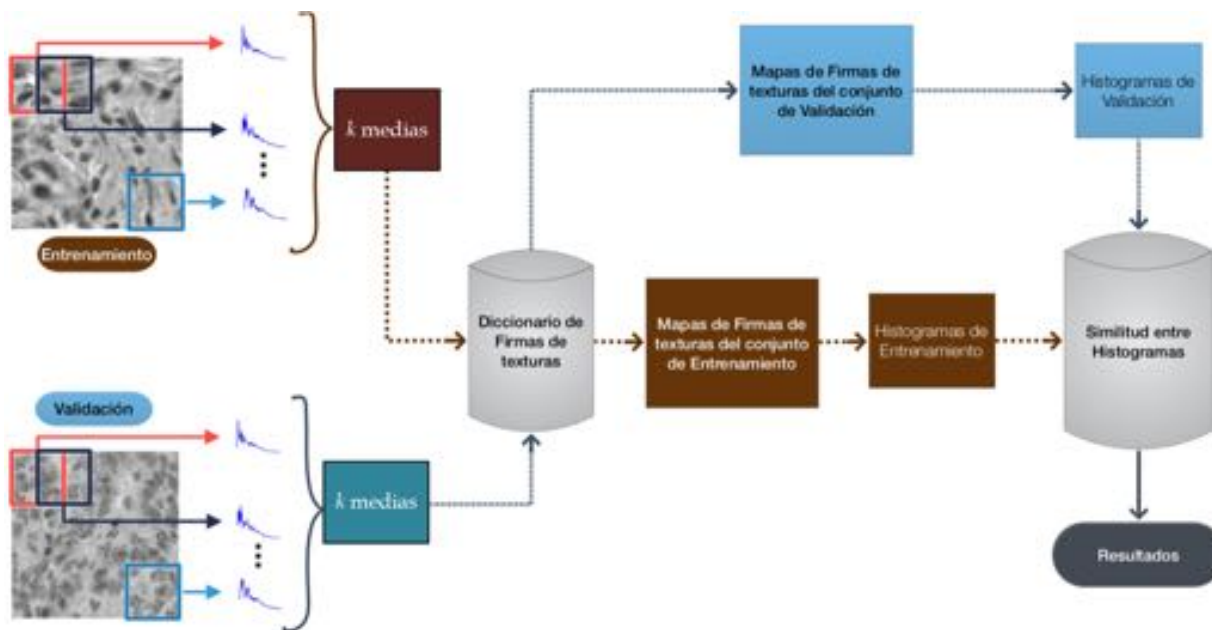 Entrenamiento
k medias
Mapas de Firmas de
texturas del conjunto
de Validación
Histogramas de
Validación
Diccionario de
Firmas de
texturas
Mapas de Firmas de
texturas del conjunto
de Entrenamiento
Histogramas de
Entrenamiento
Similitud entre
Histogramas
Validación
k medias
Resultados